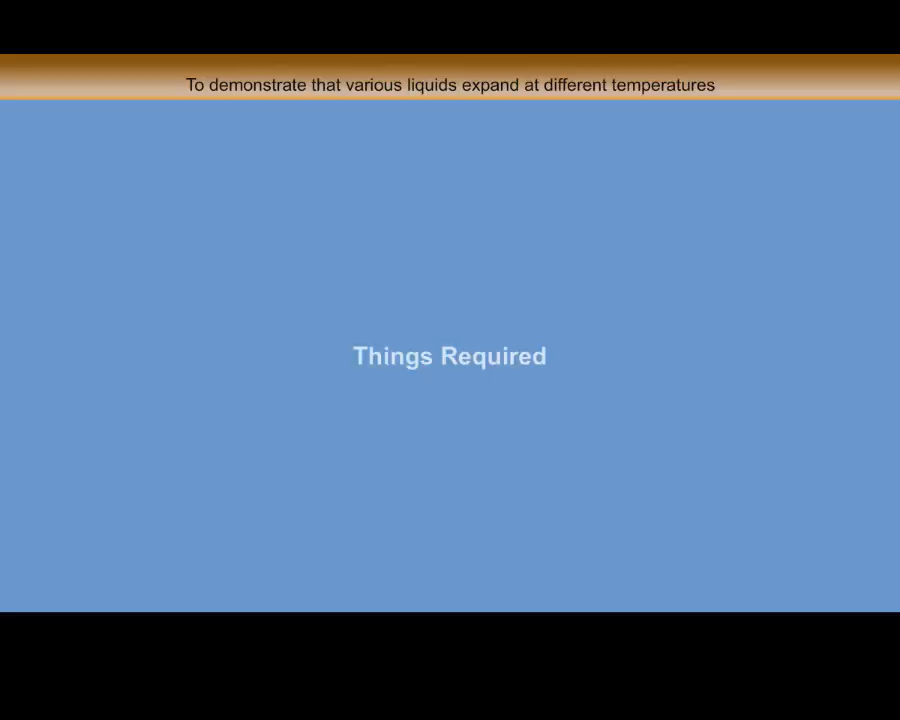 To demonstrate that various liquids expand at different temperatures
Things Required